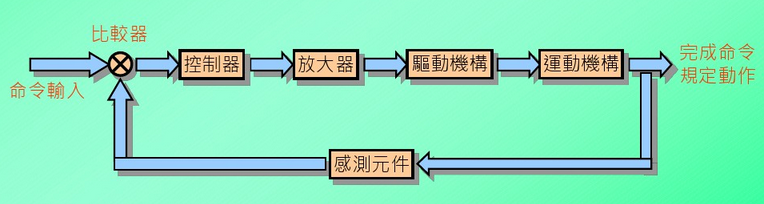 比較器
命令輸入
控制器
放大器
驅動機構
運動機構
完成命令
規定動作
感測元件